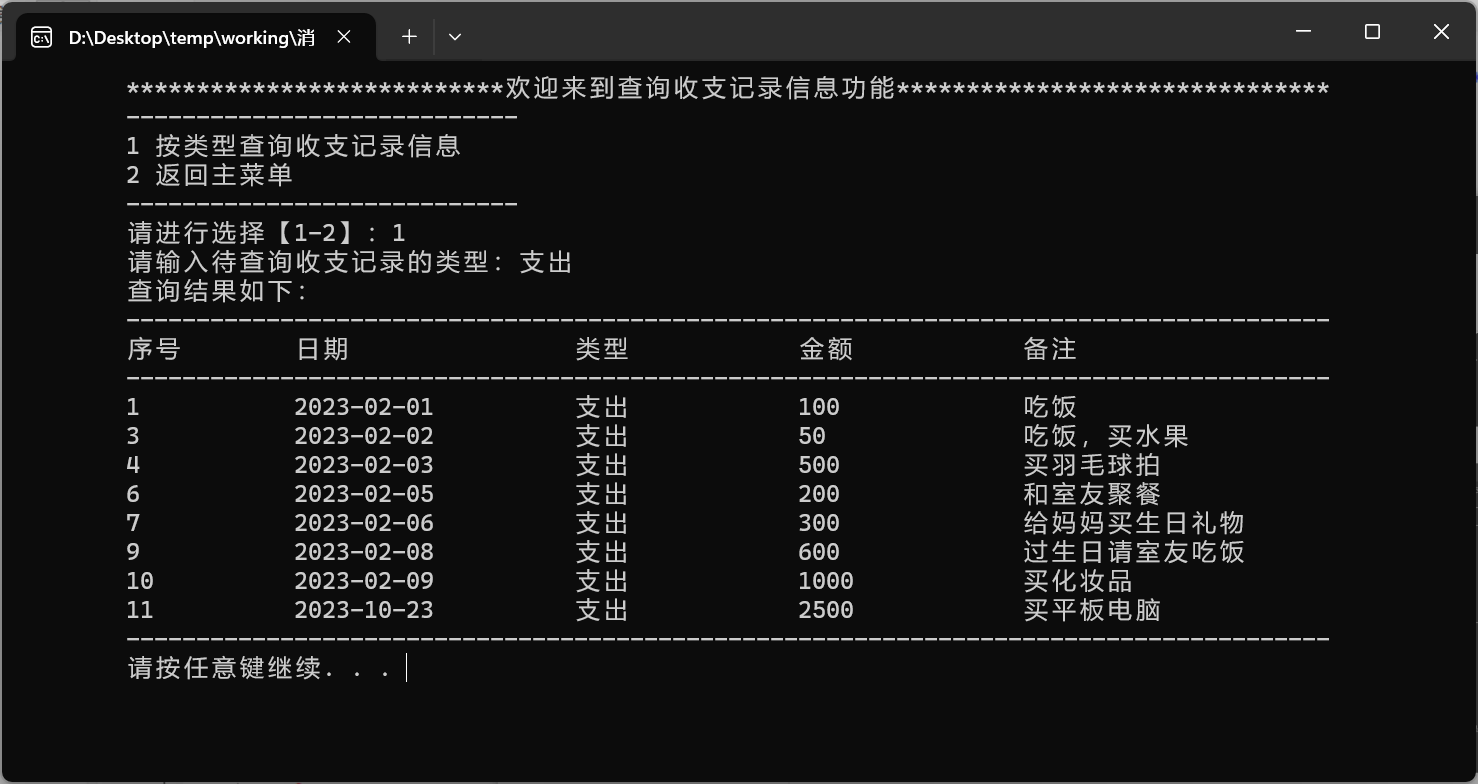 D:\Desktop\temp\working\消
***************************欢迎来到查询收支记录信息功能*******************************
----------------------------
1 按类型查询收支记录信息
2 返回主菜单
----------------------------
请进行选择【1-2】: 1
请输入待查询收支记录的类型: 支出
查询结果如下:
--------------------------------------------------------------------------------------
序号 日期 类型 金额 备注
--------------------------------------------------------------------------------------
1 2023-02-01 支出 100 吃饭
3 2023-02-02 支出 50 吃饭, 买水果
4 2023-02-03 支出 500 买羽毛球拍
6 2023-02-05 支出 200 和室友聚餐
7 2023-02-06 支出 300 给妈妈买生日礼物
9 2023-02-08 支出 600 过生日请室友吃饭
10 2023-02-09 支出 1000 买化妆品
11 2023-10-23 支出 2500 买平板电脑
--------------------------------------------------------------------------------------
请按任意键继续. . .